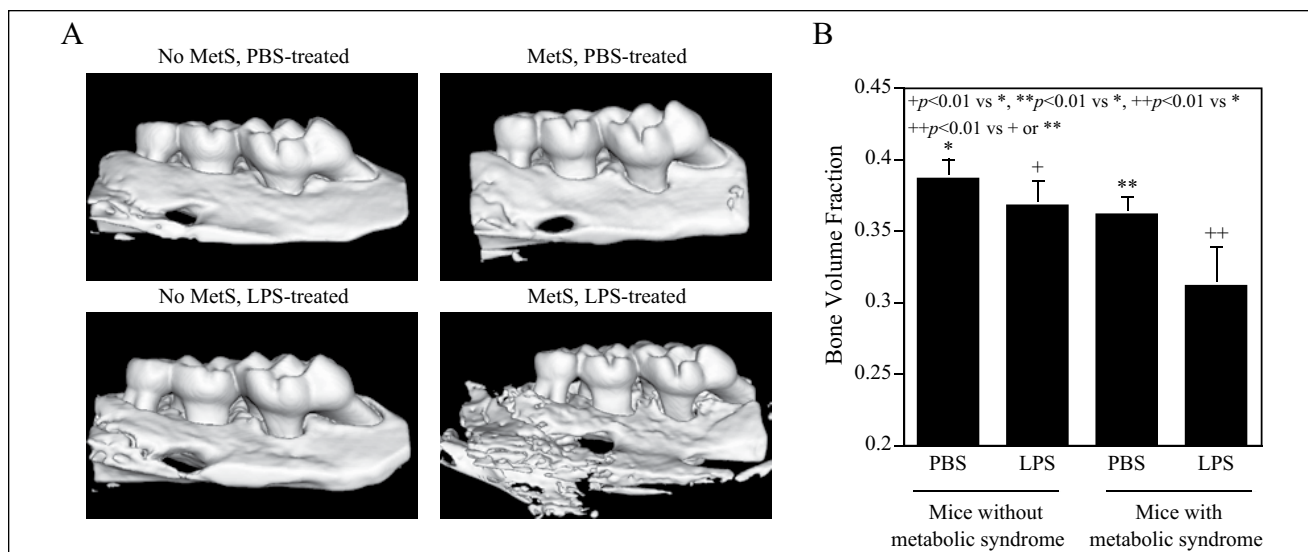 A
No MetS, PBS-treated
MetS, PBS-treated
No MetS, LPS-treated
MetS, LPS-treated
B
Bone Volume Fraction
0.45
0.4
0.35
0.3
0.25
0.2
+p<0.01 vs *, **p<0.01 vs *, ++p<0.01 vs *
++p<0.01 vs + or **
*
+
**
++
PBS
LPS
PBS
LPS
Mice without
metabolic syndrome
Mice with
metabolic syndrome